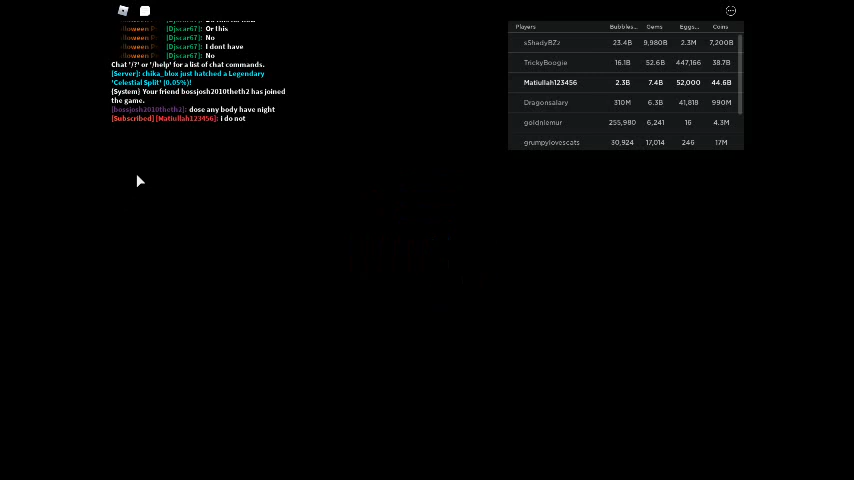 [Djscar67]: Or this
[Djscar67]: No
[Djscar67]: I dont have
[Djscar67]: No
Chat '/?' or '/help' for a list of chat commands.
[Server]: chika_blox just hatched a Legendary
'Celestial Split' (0.05%)!
{System} Your friend bossjosh2010theth2 has joined
the game.
[bossjosh2010theth2]: dose any body have night
[Subscribed] [Matiullah123456]: i do not
Players Bubbles... Gems Eggs... Coins
sShadyBZz 23.4B 9,980B 2.3M 7,200B
TrickyBoogie 16.1B 52.6B 447,166 38.7B
Matiullah123456 2.3B 7.4B 52,000 44.6B
Dragonsalary 310M 6.3B 41,818 990M
goldnlemur 255,980 6,241 16 4.3M
grumpylovescats 30,924 17,014 246 17M